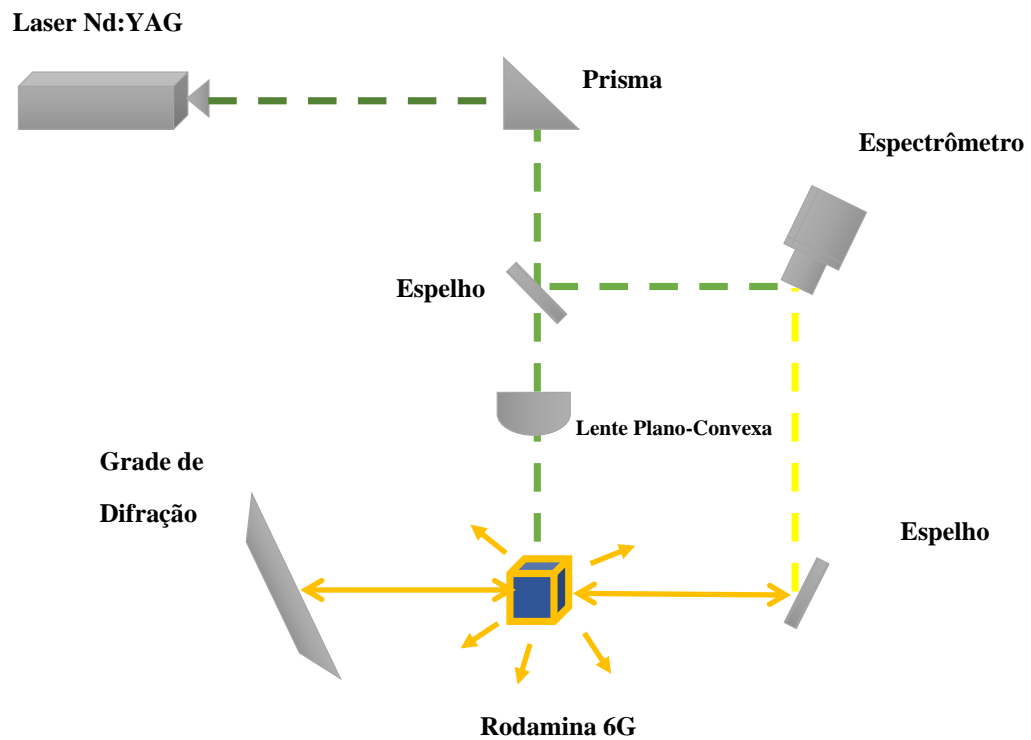 Laser Nd:YAG
Prisma
Espectrômetro
Espelho
Lente Plano-Convexa
Grade de
Difração
Espelho
Rodamina 6G